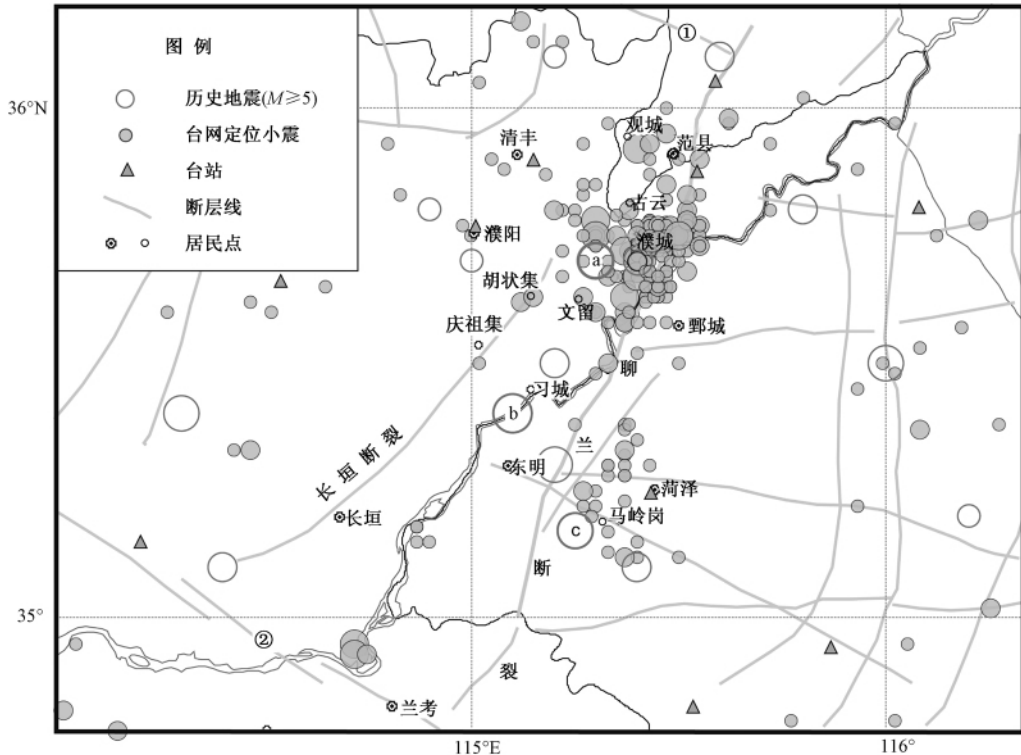 图 例
历史地震(M≥5)
台网定位小震
台站
断层线
居民点
①
36°N
观城
清丰
范县
古云
濮阳
濮城
a
胡状集
文留
庆祖集
鄄城
聊
习城
b
兰
长垣断裂
东明
菏泽
长垣
马岭岗
c
断
35°
②
裂
兰考
115°E
116°